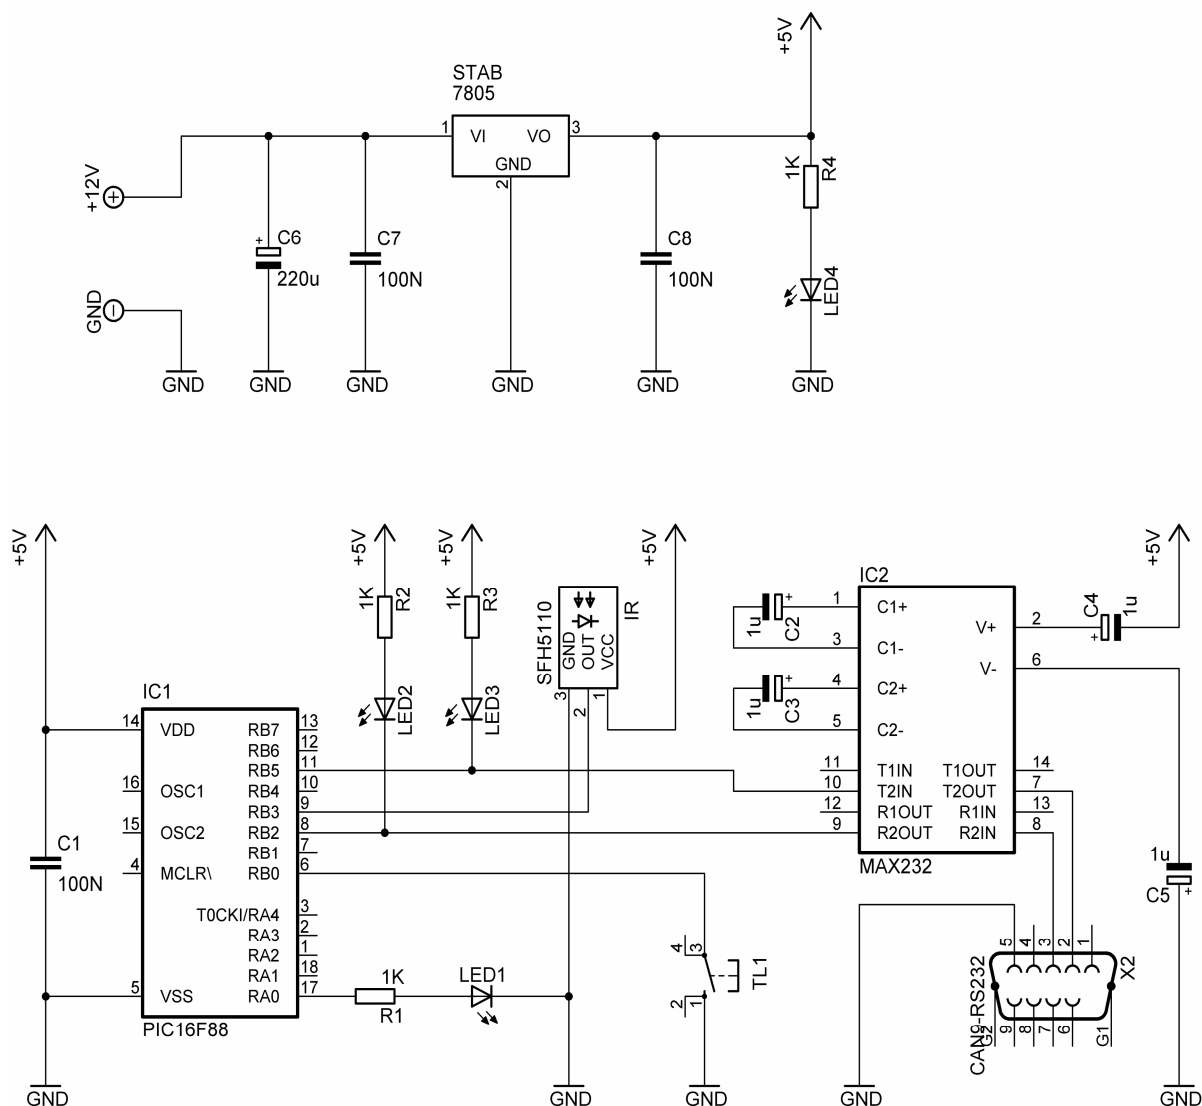 +5V
STAB
7805
1
VI
VO
3
GND
2
+12V
GND
+
C6
220u
C7
100N
C8
100N
1K
R4
LED4
GND
GND
GND
GND
GND
GND
+5V
+5V
+5V
+5V
+5V
1K
R2
1K
R3
LED2
LED3
SFH5110
IR
GND
OUT
VCC
3
2
1
IC1
14
VDD
16
OSC1
15
OSC2
4
MCLR\
5
VSS
RB7
13
RB6
12
RB5
11
RB4
10
RB3
9
RB2
8
RB1
7
RB0
6
T0CKI/RA4
3
RA3
2
RA2
1
RA1
18
RA0
17
PIC16F88
C1
100N
1K
R1
LED1
4
3
2
1
TL1
IC2
1
C1+
3
C1-
4
C2+
5
C2-
11
T1IN
10
T2IN
12
R1OUT
9
R2OUT
V+
2
V-
6
T1OUT
14
T2OUT
7
R1IN
13
R2IN
8
MAX232
1u
C2
+
1u
C3
+
C4
1u
+
1u
C5
+
5
4
3
2
1
X2
CAN9-RS232
G2
9
8
7
6
G1
GND
GND
GND
GND
GND